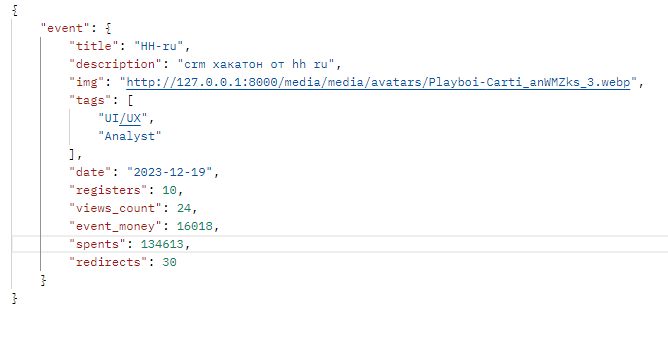 {
"event": {
"title": "HH-ru",
"description": "crm хакатон от hh ru",
"img": "http://127.0.0.1:8000/media/media/avatars/Playboi-Carti_anWMZks_3.webp",
"tags": [
"UI/UX",
"Analyst"
],
"date": "2023-12-19",
"registers": 10,
"views_count": 24,
"event_money": 16018,
"spents": 134613,
"redirects": 30
}
}